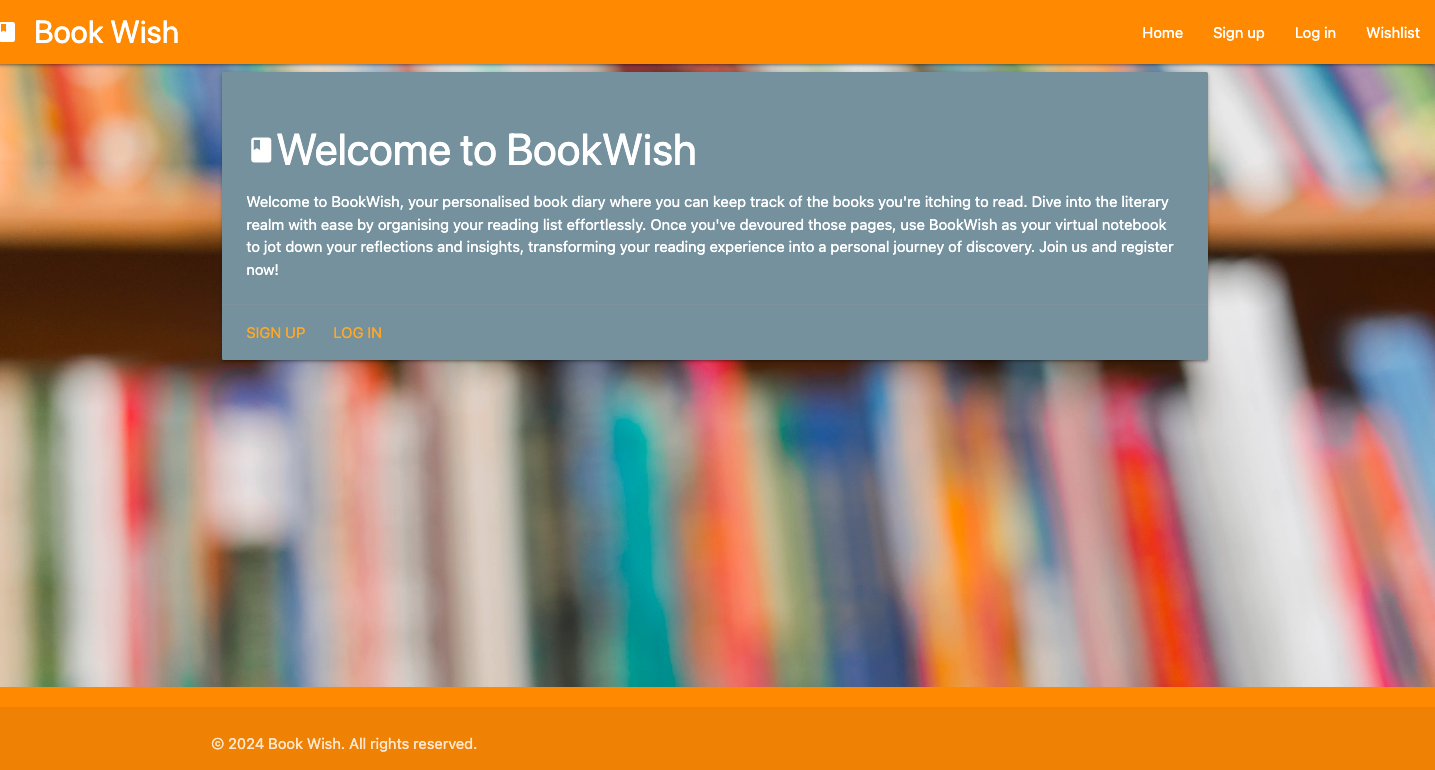 Book Wish
Home Sign up Log in Wishlist
Welcome to BookWish
Welcome to BookWish, your personalised book diary where you can keep track of the books you're itching to read. Dive into the literary
realm with ease by organising your reading list effortlessly. Once you've devoured those pages, use BookWish as your virtual notebook
to jot down your reflections and insights, transforming your reading experience into a personal journey of discovery. Join us and register
now!
SIGN UP LOG IN
© 2024 Book Wish. All rights reserved.